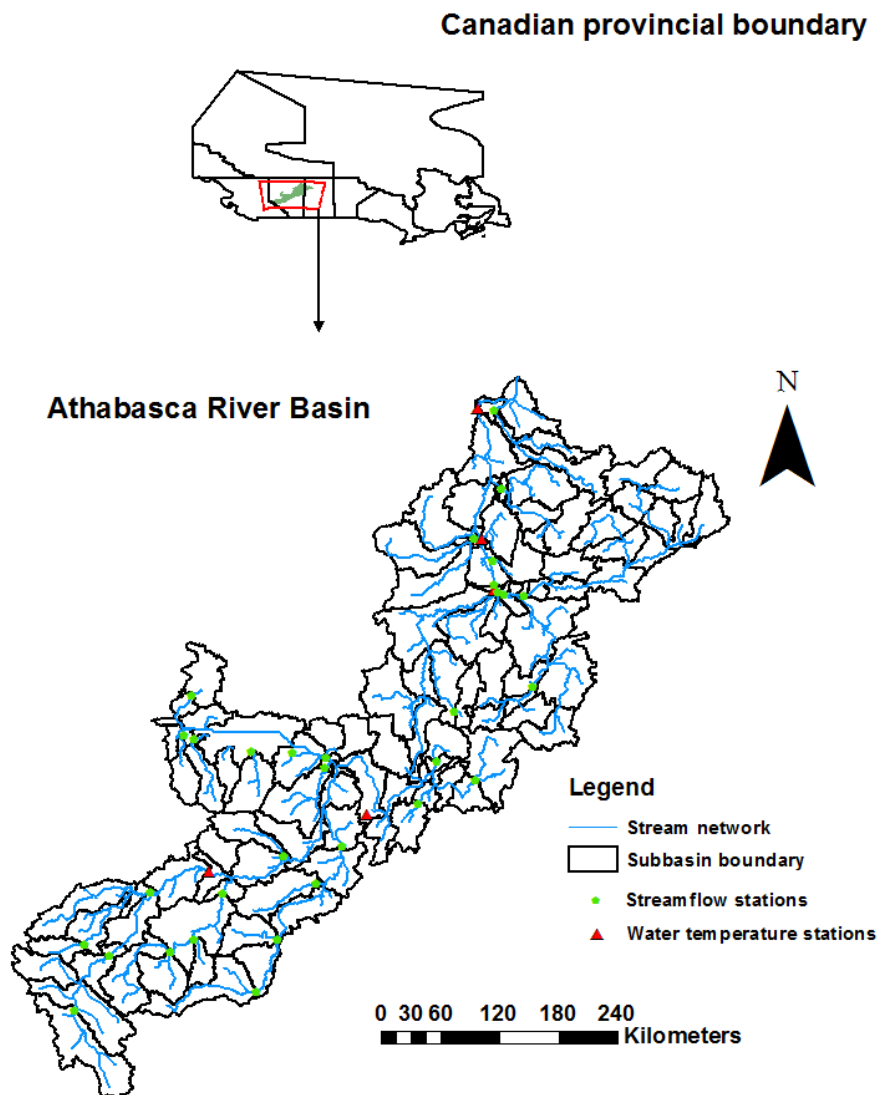 Canadian provincial boundary
Athabasca River Basin
N
Legend
Stream network
Subbasin boundary
Streamflow stations
Water temperature stations
0 30 60 120 180 240
Kilometers